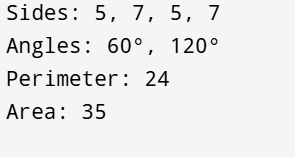 Sides: 5, 7, 5, 7
Angles: 60°, 120°
Perimeter: 24
Area: 35